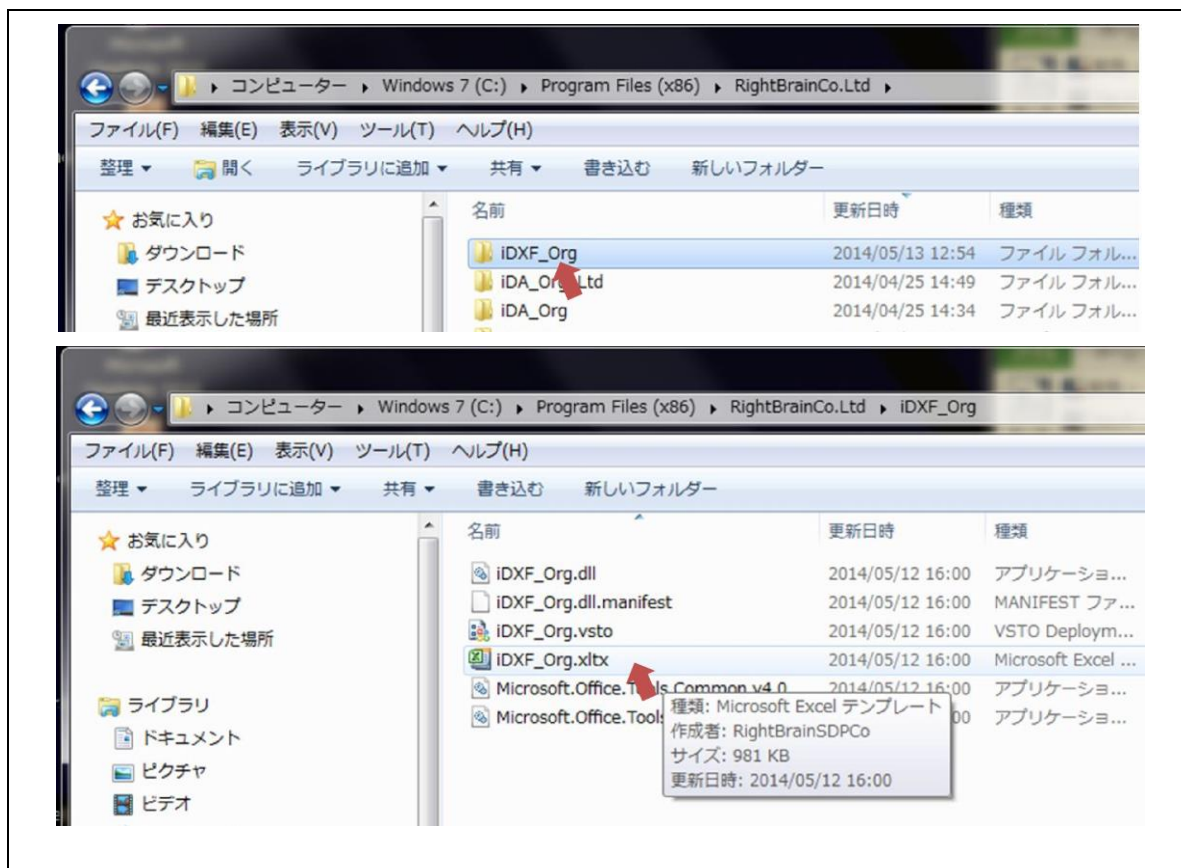 コンピューター ▸ Windows 7 (C:) ▸ Program Files (x86) ▸ RightBrainCo.Ltd ▸
ファイル(F) 編集(E) 表示(V) ツール(T) ヘルプ(H)
整理 ▼ 開く ライブラリに追加 ▼ 共有 ▼ 書き込む 新しいフォルダー
お気に入り
ダウンロード
デスクトップ
最近表示した場所
名前 更新日時 種類
iDXF_Org 2014/05/13 12:54 ファイル フォル...
iDA_Org Ltd 2014/04/25 14:49 ファイル フォル...
iDA_Org 2014/04/25 14:34 ファイル フォル...
コンピューター ▸ Windows 7 (C:) ▸ Program Files (x86) ▸ RightBrainCo.Ltd ▸ iDXF_Org
ファイル(F) 編集(E) 表示(V) ツール(T) ヘルプ(H)
整理 ▼ ライブラリに追加 ▼ 共有 ▼ 書き込む 新しいフォルダー
お気に入り
ダウンロード
デスクトップ
最近表示した場所
ライブラリ
ドキュメント
ピクチャ
ビデオ
名前 更新日時 種類
iDXF_Org.dll 2014/05/12 16:00 アプリケーショ...
iDXF_Org.dll.manifest 2014/05/12 16:00 MANIFEST ファ...
iDXF_Org.vsto 2014/05/12 16:00 VSTO Deploym...
iDXF_Org.xltx 2014/05/12 16:00 Microsoft Excel ...
Microsoft.Office.Tools.Common.v4.0 2014/05/12 16:00 アプリケーショ...
Microsoft.Office.Tools 00 アプリケーショ...
種類: Microsoft Excel テンプレート
作成者: RightBrainSDPCo
サイズ: 981 KB
更新日時: 2014/05/12 16:00